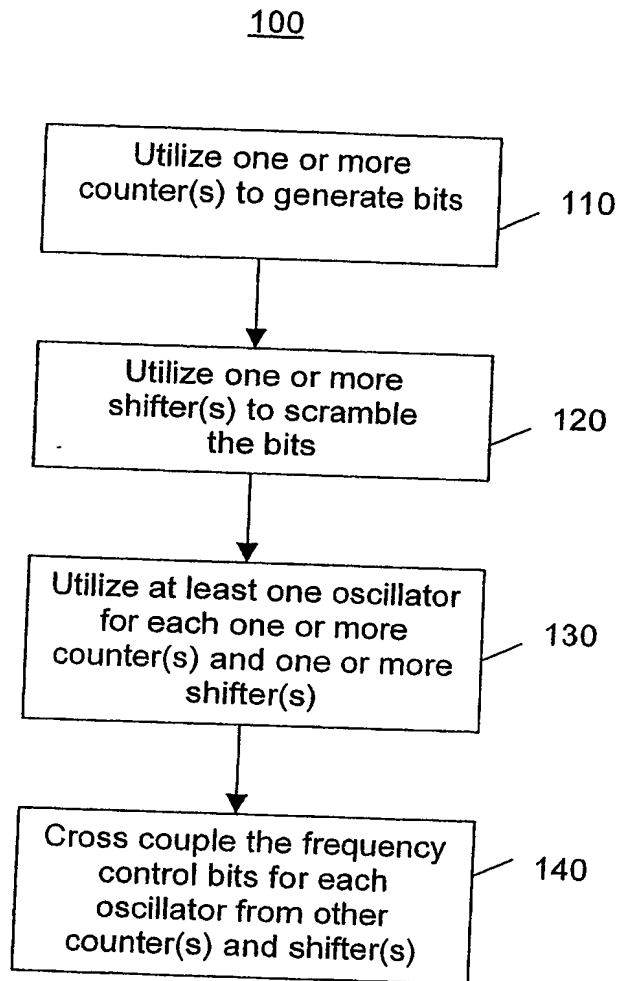 100
Utilize one or more
counter(s) to generate bits
110
Utilize one or more
shifter(s) to scramble
the bits
120
Utilize at least one oscillator
for each one or more
counter(s) and one or more
shifter(s)
130
Cross couple the frequency
control bits for each
oscillator from other
counter(s) and shifter(s)
140